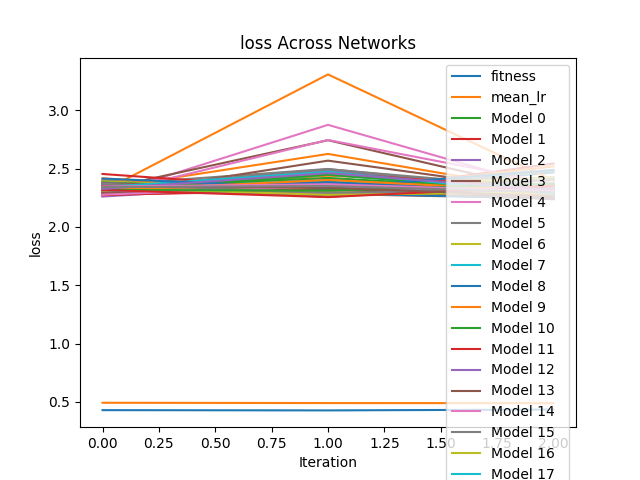 loss Across Networks
loss
3.0
2.5
2.0
1.5
1.0
0.5
0.00 0.25 0.50 0.75 1.00 1.25 1.50 1.75 2.00
Iteration
fitness
mean_lr
Model 0
Model 1
Model 2
Model 3
Model 4
Model 5
Model 6
Model 7
Model 8
Model 9
Model 10
Model 11
Model 12
Model 13
Model 14
Model 15
Model 16
Model 17